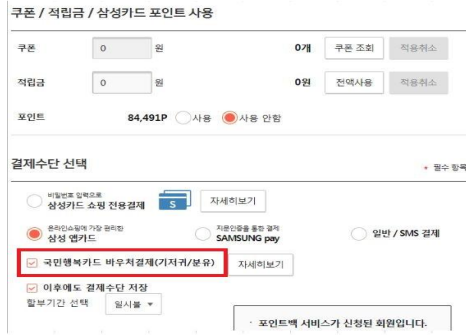 쿠폰 / 적립금 / 삼성카드 포인트 사용
쿠폰 0 원 0개 쿠폰 조회 적용취소
적립금 0 원 0원 전액사용 적용취소
포인트 84,491P 사용 사용 안함
결제수단 선택 * 필수 항목
비밀번호 입력으로
삼성카드 쇼핑 전용결제 S 자세히보기
온라인쇼핑에 가장 편리한 지문인증을 통한 결제
삼성 앱카드 SAMSUNG pay 일반 / SMS 결제
국민행복카드 바우처결제(기저귀/분유) 자세히보기
이후에도 결제수단 저장
할부기간 선택 일시불
· 포인트백 서비스가 신청된 회원입니다.